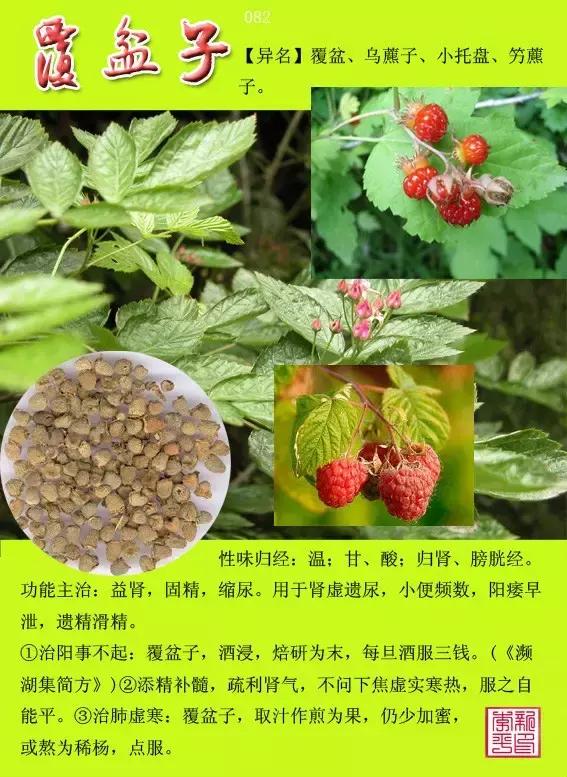 082
覆盆子
【异名】覆盆、乌藨子、小托盘、竻藨
子。
性味归经：温；甘、酸；归肾、膀胱经。
功能主治：益肾，固精，缩尿。用于肾虚遗尿，小便频数，阳痿早
泄，遗精滑精。
①治阳事不起：覆盆子，酒浸，焙研为末，每旦酒服三钱。(《濒
湖集简方》)②添精补髓，疏利肾气，不问下焦虚实寒热，服之自
能平。③治肺虚寒：覆盆子，取汁作煎为果，仍少加蜜，
或熬为稀杨，点服。